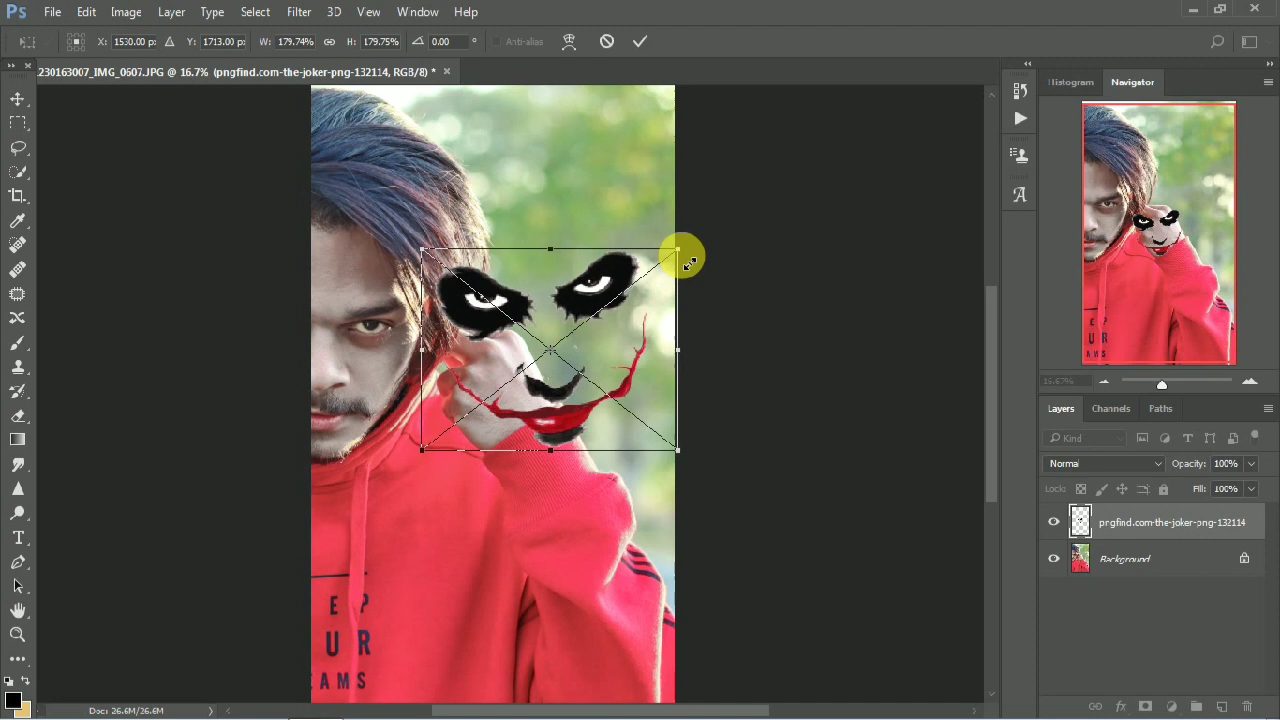 Ps File Edit Image Layer Type Select Filter 3D View Window Help
X: 1530.00 px Y: 1713.00 px W: 179.74% H: 179.75% 0.00 ° Anti-alias
.230163007_IMG_0607.JPG @ 16.7% (pngfind.com-the-joker-png-132114, RGB/8) * ×
Histogram Navigator
16.67%
Layers Channels Paths
Kind
Normal Opacity: 100%
Lock: Fill: 100%
pngfind.com-the-joker-png-132114
Background
E P
U R
AMS
Doc: 26.6M/26.6M